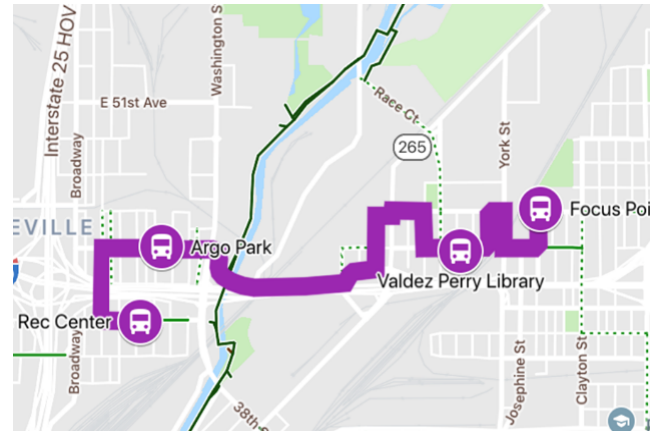 Interstate 25 HOV
Washington S
E 51st Ave
Broadway
Race Ct
265
York St
EVILLE
Argo Park
Focus Poi
Valdez Perry Library
Rec Center
Broadway
38th S
Josephine St
Clayton St